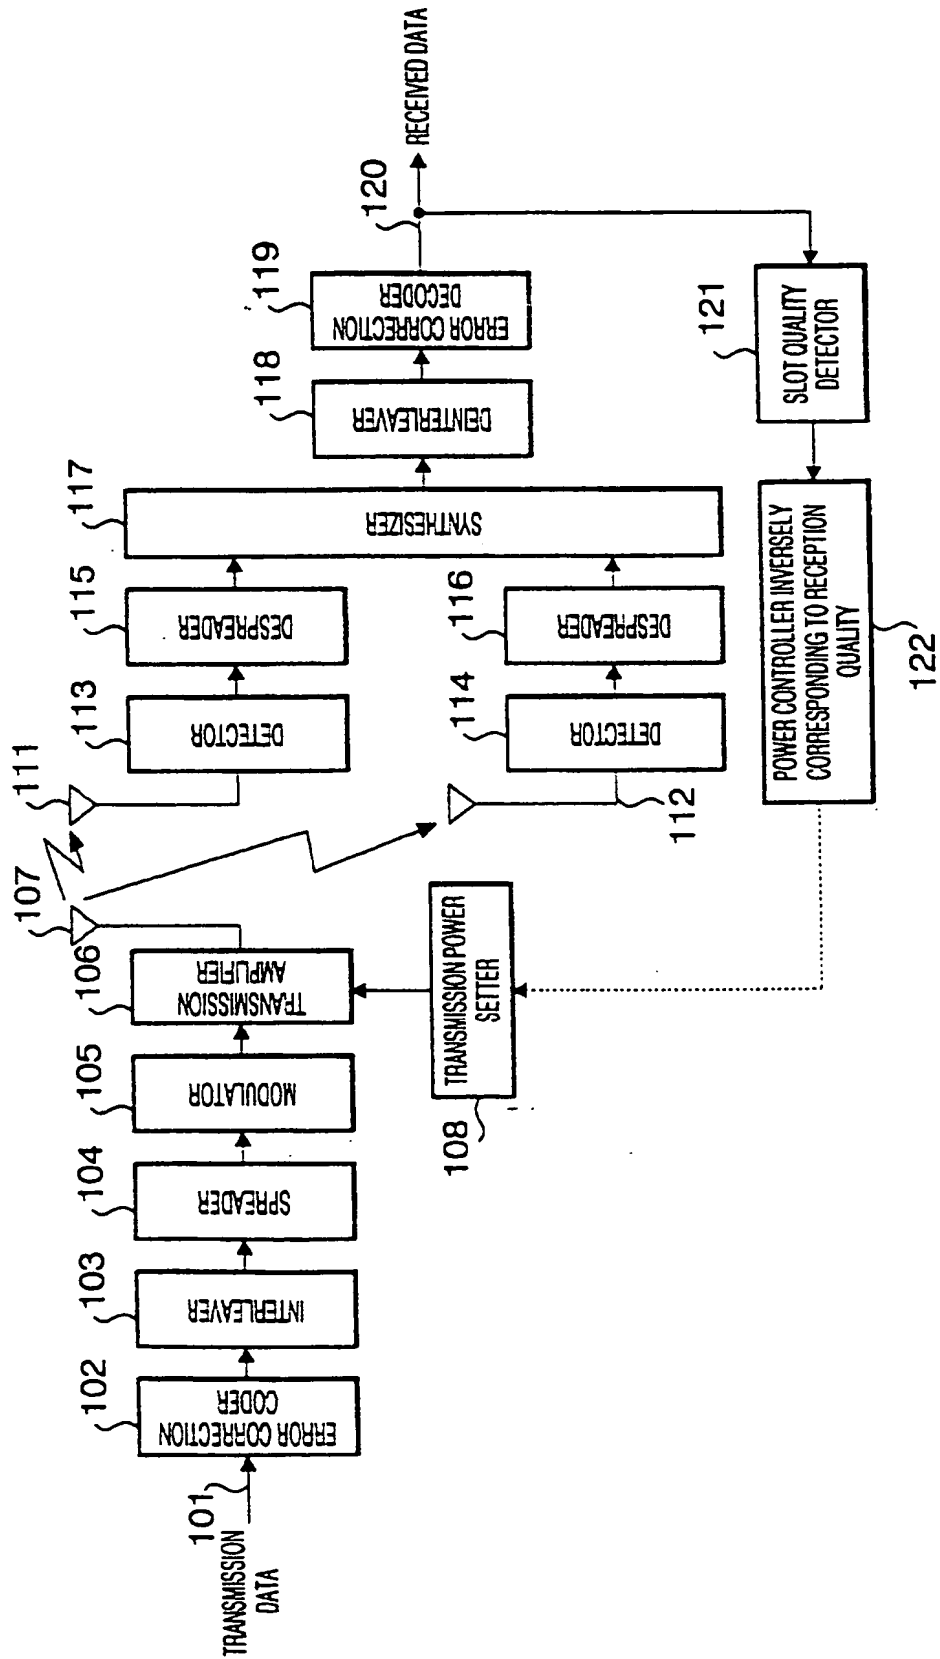 TRANSMISSION
DATA
101
102
ERROR CORRECTION
CODER
103
INTERLEAVER
104
SPREADER
105
MODULATOR
106
TRANSMISSION
AMPLIFIER
107
108
TRANSMISSION POWER
SETTER
111
112
113
DETECTOR
114
DETECTOR
115
DESPREADER
116
DESPREADER
117
SYNTHESIZER
118
DEINTERLEAVER
119
ERROR CORRECTION
DECODER
120
RECEIVED DATA
121
SLOT QUALITY
DETECTOR
POWER CONTROLLER INVERSELY
CORRESPONDING TO RECEPTION
QUALITY
122